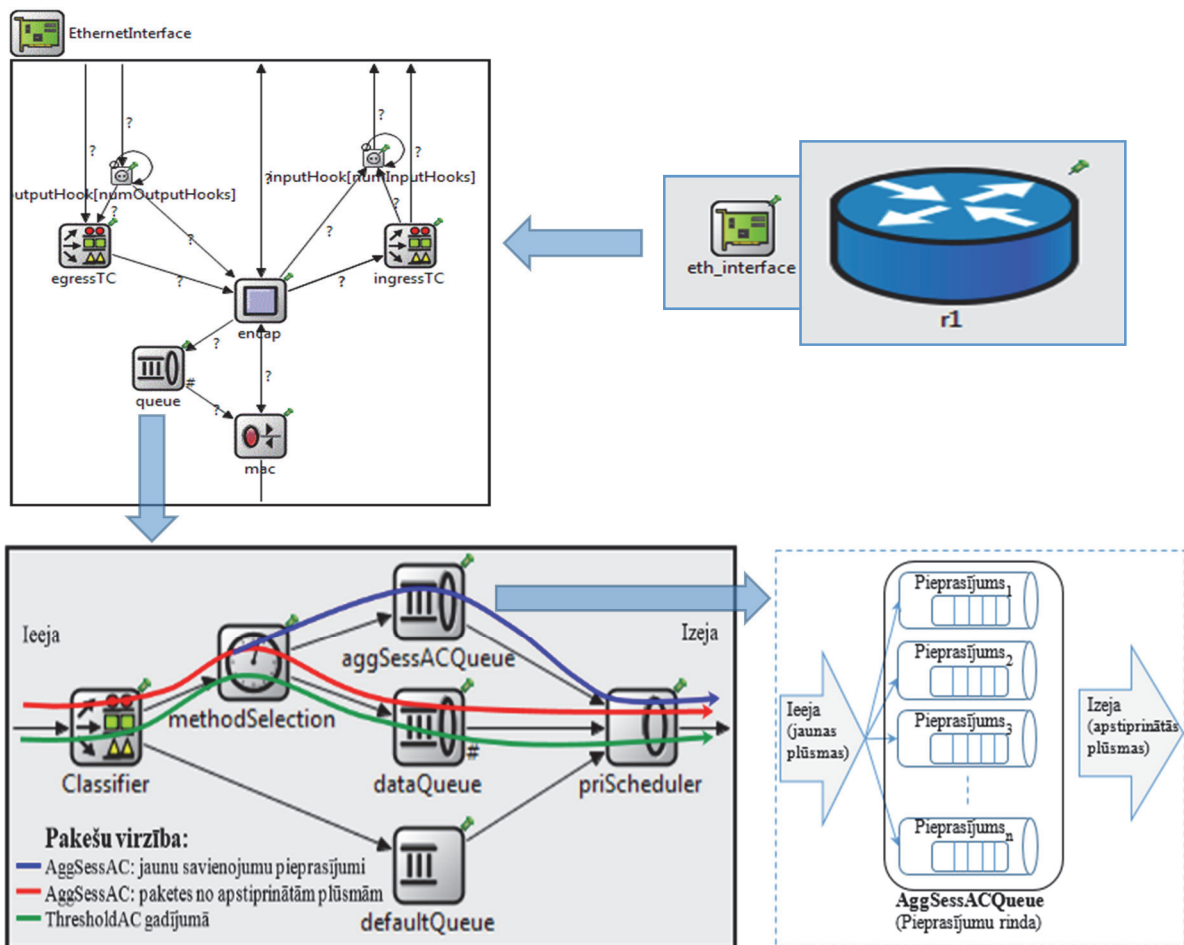 EthernetInterface
?
?
?
?
?
utputHook[numOutputHooks]
?inputHook[numInputHooks]
?
?
?
egressTC
?
?
ingressTC
encap
?
?
queue
#
?
mac
eth_interface
r1
Ieeja
Izeja
aggSessACQueue
methodSelection
Classifier
dataQueue
#
priScheduler
defaultQueue
Pakešu virzība:
AggSessAC: jaunu savienojumu pieprasījumi
AggSessAC: paketes no apstiprinātām plūsmām
ThresholdAC gadījumā
Ieeja
(jaunas
plūsmas)
Pieprasījums1
Pieprasījums2
Pieprasījums3
Pieprasījumsn
AggSessACQueue
(Pieprasījumu rinda)
Izeja
(apstiprinātās
plūsmas)